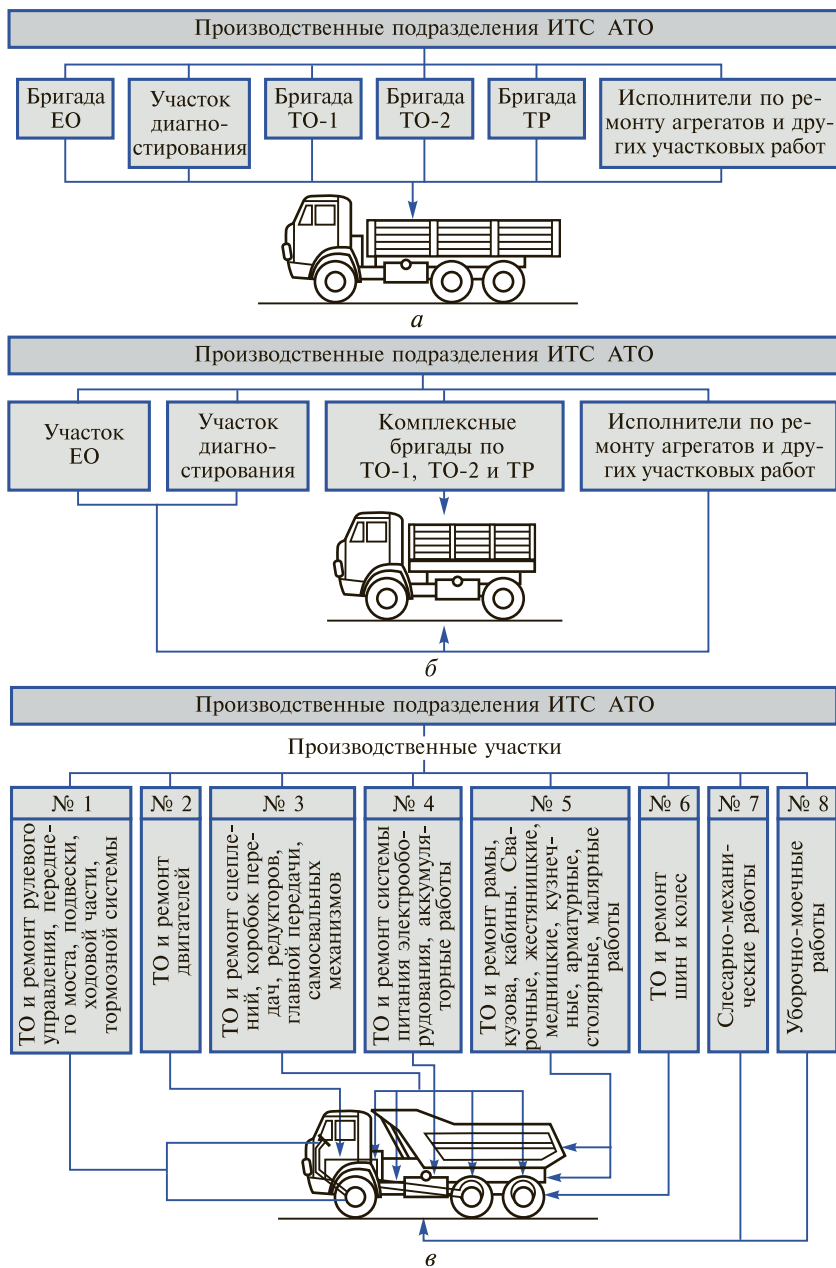 Производственные подразделения ИТС АТО
Бригада
ЕО
Участок
диагно-
стирования
Бригада
ТО-1
Бригада
ТО-2
Бригада
ТР
Исполнители по ре-
монту агрегатов и дру-
гих участковых работ
а
Производственные подразделения ИТС АТО
Участок
ЕО
Участок
диагно-
стирования
Комплексные
бригады по
ТО-1, ТО-2 и ТР
Исполнители по ре-
монту агрегатов и дру-
гих участковых работ
б
Производственные подразделения ИТС АТО
Производственные участки
№ 1
ТО и ремонт рулевого
управления, передне-
го моста, подвески,
ходовой части,
тормозной системы
№ 2
ТО и ремонт
двигателей
№ 3
ТО и ремонт сцепле-
ний, коробок пере-
дач, редукторов,
главной передачи,
самосвальных
механизмов
№ 4
ТО и ремонт системы
питания электрообо-
рудования, аккумуля-
торные работы
№ 5
ТО и ремонт рамы,
кузова, кабины. Сва-
рочные, жестяницкие,
медницкие, кузнеч-
ные, арматурные,
столярные, малярные
работы
№ 6
ТО и ремонт
шин и колес
№ 7
Слесарно-механи-
ческие работы
№ 8
Уборочно-моечные
работы
в